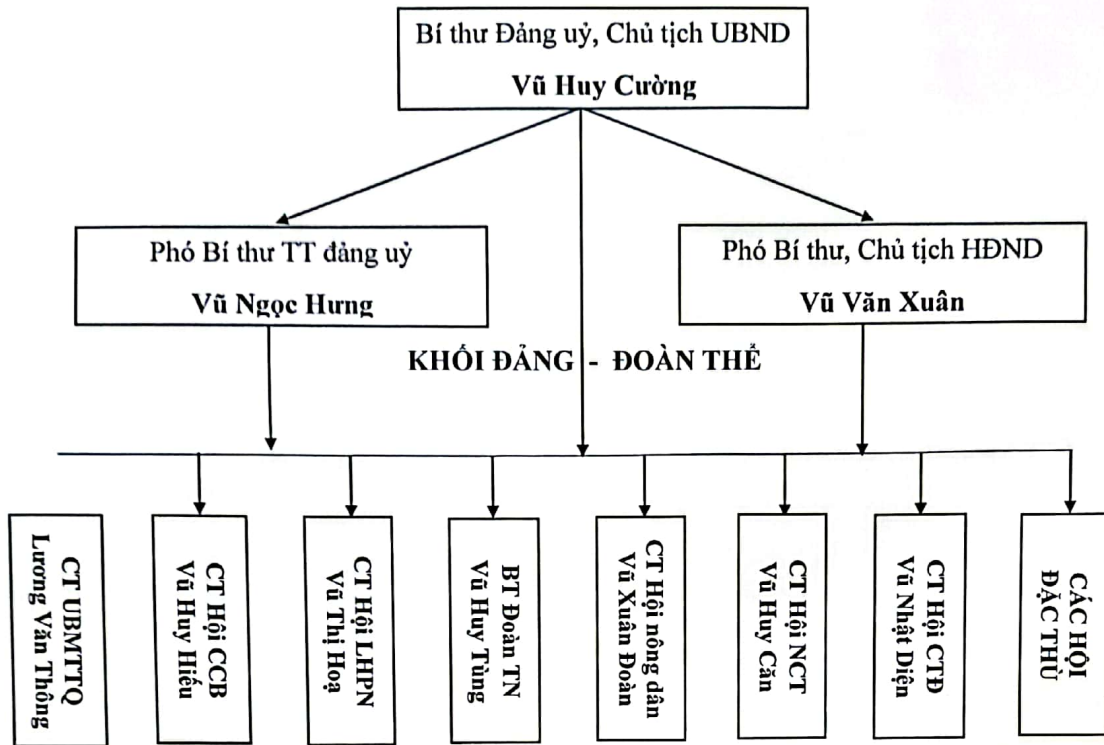 Bí thư Đảng uỷ, Chủ tịch UBND
Vũ Huy Cường
Phó Bí thư TT đảng uỷ
Vũ Ngọc Hưng
Phó Bí thư, Chủ tịch HĐND
Vũ Văn Xuân
KHỐI ĐẢNG - ĐOÀN THỂ
CT UBMTTQ
Lương Văn Thông
CT Hội CCB
Vũ Huy Hiếu
CT Hội LHPN
Vũ Thị Hoạ
BT Đoàn TN
Vũ Huy Tùng
CT Hội nông dân
Vũ Xuân Đoàn
CT Hội NCT
Vũ Huy Căn
CT Hội CTĐ
Vũ Nhật Diện
CÁC HỘI
ĐẶC THÙ